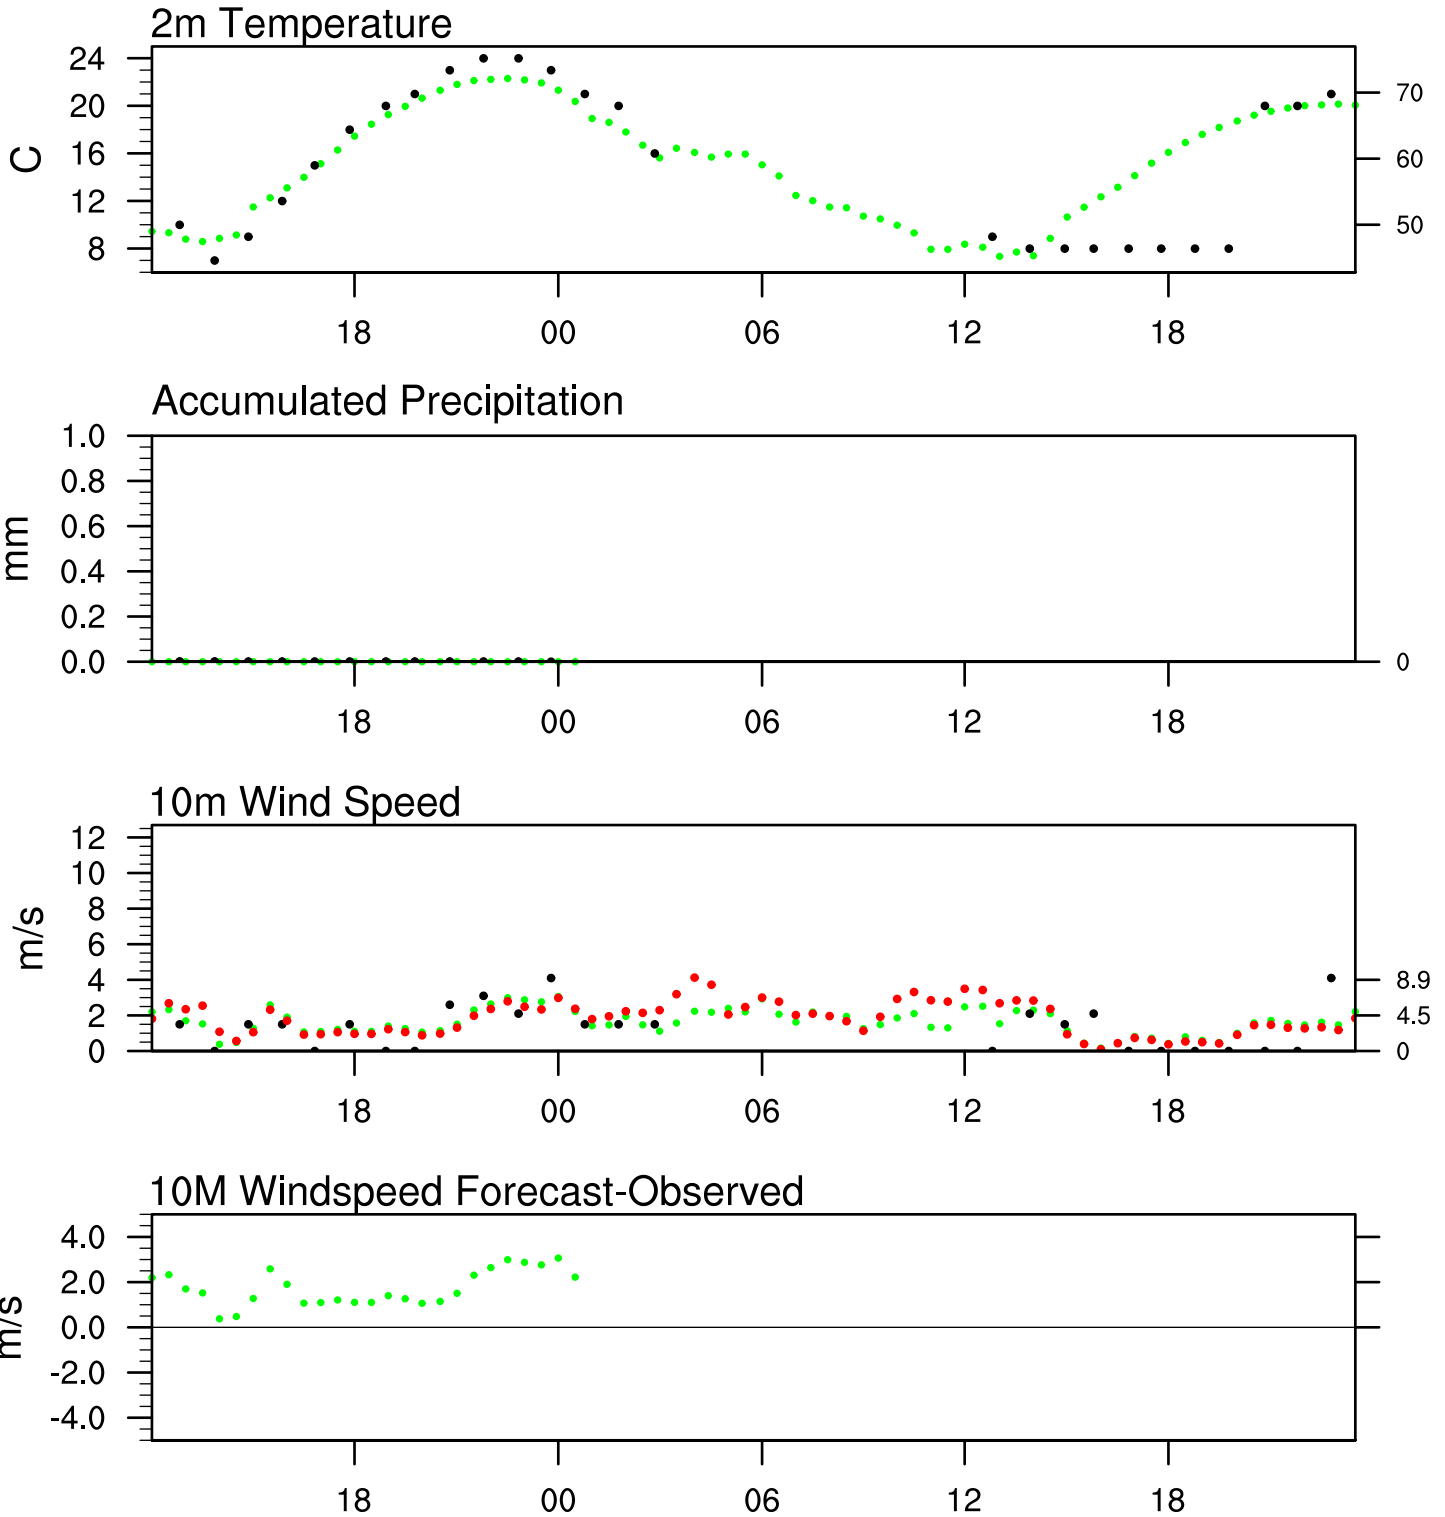 2m Temperature
24
20
16
12
8
C
70
60
50
18 00 06 12 18
Accumulated Precipitation
1.0
0.8
0.6
0.4
0.2
0.0
mm
0
18 00 06 12 18
10m Wind Speed
12
10
8
6
4
2
0
m/s
8.9
4.5
0
18 00 06 12 18
10M Windspeed Forecast-Observed
4.0
2.0
0.0
-2.0
-4.0
m/s
18 00 06 12 18